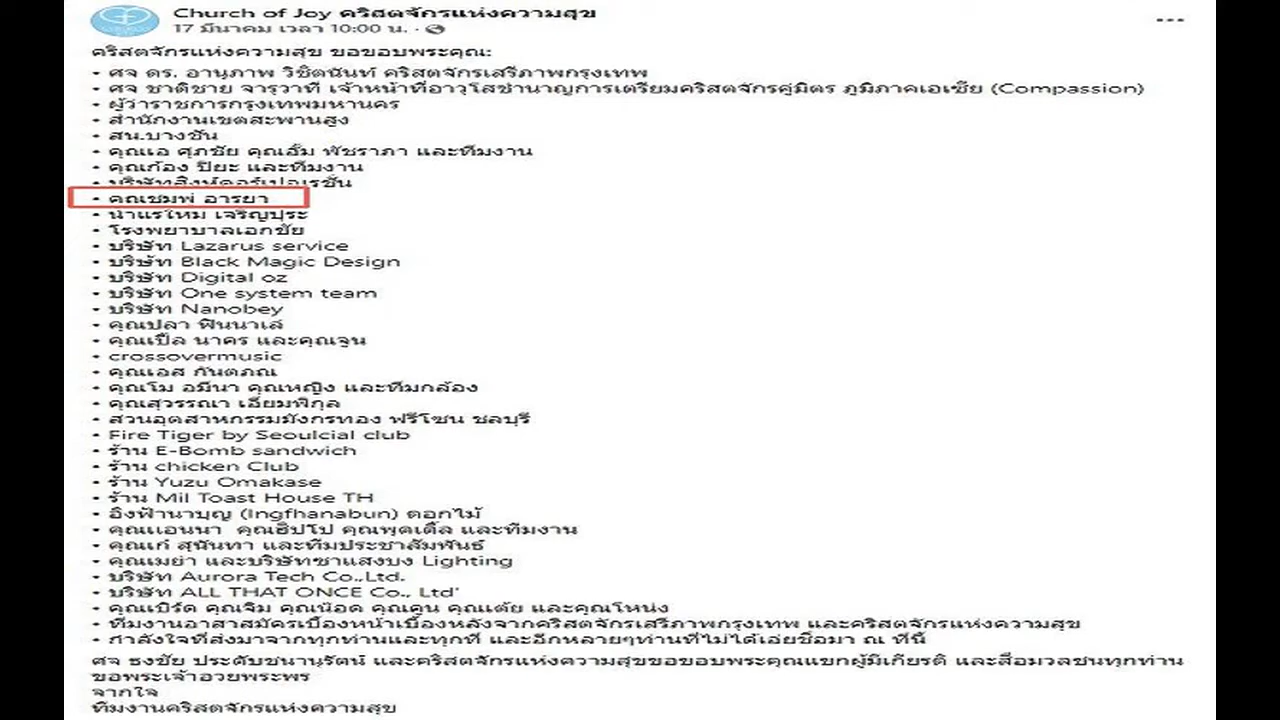 Church of Joy คริสตจักรแห่งความสุข
17 มีนาคม เวลา 10:00 น. ·
คริสตจักรแห่งความสุข ขอขอบพระคุณ:
• ศจ ดร. อานุภาพ วิชิตนันท์ คริสตจักรเสรีภาพกรุงเทพ
• ศจ ชาติชาย จารุวาที เจ้าหน้าที่อาวุโสชำนาญการเตรียมคริสตจักรคู่มิตร ภูมิภาคเอเชีย (Compassion)
• ผู้ว่าราชการกรุงเทพมหานคร
• สำนักงานเขตสะพานสูง
• สน.บางชัน
• คุณเอ ศุภชัย คุณอั้ม พัชราภา และทีมงาน
• คุณก้อง ปิยะ และทีมงาน
• บริษัทสิงห์คอร์เปอเรชั่น
• คุณชมพู่ อารยา
• น้าแรใหม เจริญปุระ
• โรงพยาบาลเอกชัย
• บริษัท Lazarus service
• บริษัท Black Magic Design
• บริษัท Digital oz
• บริษัท One system team
• บริษัท Nanobey
• คุณปลา ฟินนาเล่
• คุณเปิ้ล นาคร และคุณจูน
• crossovermusic
• คุณเอส กันตภณ
• คุณโม อมีนา คุณหญิง และทีมกล้อง
• คุณสุวรรณา เอี่ยมพิกุล
• สวนอุตสาหกรรมมังกรทอง ฟรีโซน ชลบุรี
• Fire Tiger by Seoulcial club
• ร้าน E-Bomb sandwich
• ร้าน chicken Club
• ร้าน Yuzu Omakase
• ร้าน Mil Toast House TH
• อิงฟ้านาบุญ (Ingfhanabun) ดอกไม้
• คุณแอนนา คุณฮิปโป คุณพุตเติ้ล และทีมงาน
• คุณเก๋ สุนันทา และทีมประชาสัมพันธ์
• คุณเมย่า และบริษัทซาแสงบง Lighting
• บริษัท Aurora Tech Co.,Ltd.
• บริษัท ALL THAT ONCE Co., Ltd'
• คุณเบิร์ด คุณจิม คุณน๊อต คุณตูน คุณเต้ย และคุณโหน่ง
• ทีมงานอาสาสมัครเบื้องหน้าเบื้องหลังจากคริสตจักรเสรีภาพกรุงเทพ และคริสตจักรแห่งความสุข
• กำลังใจที่ส่งมาจากทุกท่านและทุกที่ และอีกหลายๆท่านที่ไม่ได้เอ่ยชื่อมา ณ ที่นี้
ศจ ธงชัย ประดับชนานุรัตน์ และคริสตจักรแห่งความสุขขอขอบพระคุณแขกผู้มีเกียรติ และสื่อมวลชนทุกท่าน
ขอพระเจ้าอวยพระพร
จากใจ
ทีมงานคริสตจักรแห่งความสุข